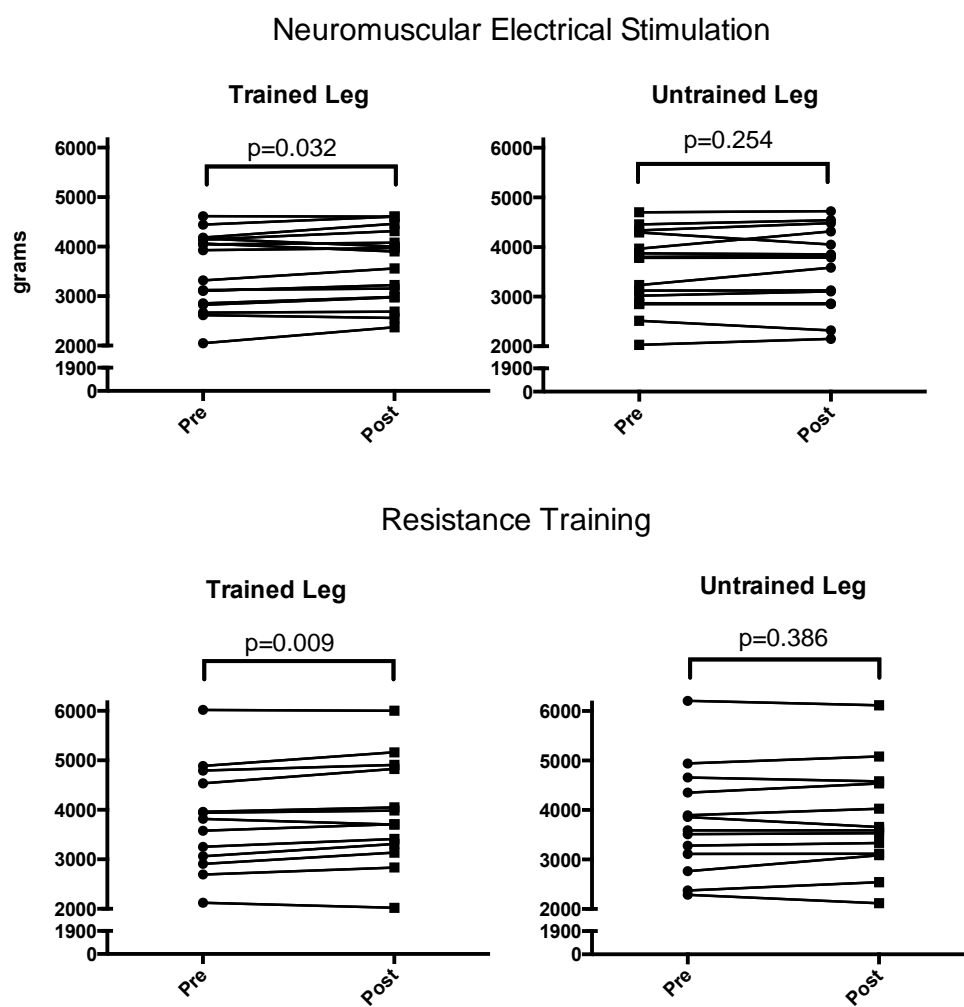 Neuromuscular Electrical Stimulation
Trained Leg
p=0.032
grams
6000
5000
4000
3000
2000
1900
0
Pre
Post
Untrained Leg
p=0.254
6000
5000
4000
3000
2000
1900
0
Pre
Post
Resistance Training
Trained Leg
p=0.009
6000
5000
4000
3000
2000
1900
0
Pre
Post
Untrained Leg
p=0.386
6000
5000
4000
3000
2000
1900
0
Pre
Post